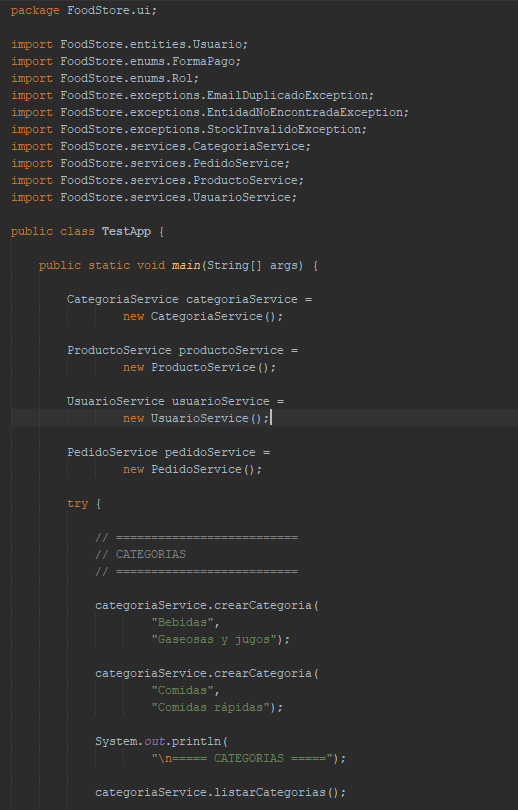 package FoodStore.ui;
import FoodStore.entities.Usuario;
import FoodStore.enums.FormaPago;
import FoodStore.enums.Rol;
import FoodStore.exceptions.EmailDuplicadoException;
import FoodStore.exceptions.EntidadNoEncontradaException;
import FoodStore.exceptions.StockInvalidoException;
import FoodStore.services.CategoriaService;
import FoodStore.services.PedidoService;
import FoodStore.services.ProductoService;
import FoodStore.services.UsuarioService;
public class TestApp {
public static void main(String[] args) {
CategoriaService categoriaService =
new CategoriaService();
ProductoService productoService =
new ProductoService();
UsuarioService usuarioService =
new UsuarioService();
PedidoService pedidoService =
new PedidoService();
try {
// ==========================
// CATEGORIAS
// ==========================
categoriaService.crearCategoria(
"Bebidas",
"Gaseosas y jugos");
categoriaService.crearCategoria(
"Comidas",
"Comidas rápidas");
System.out.println(
"\n===== CATEGORIAS =====");
categoriaService.listarCategorias();